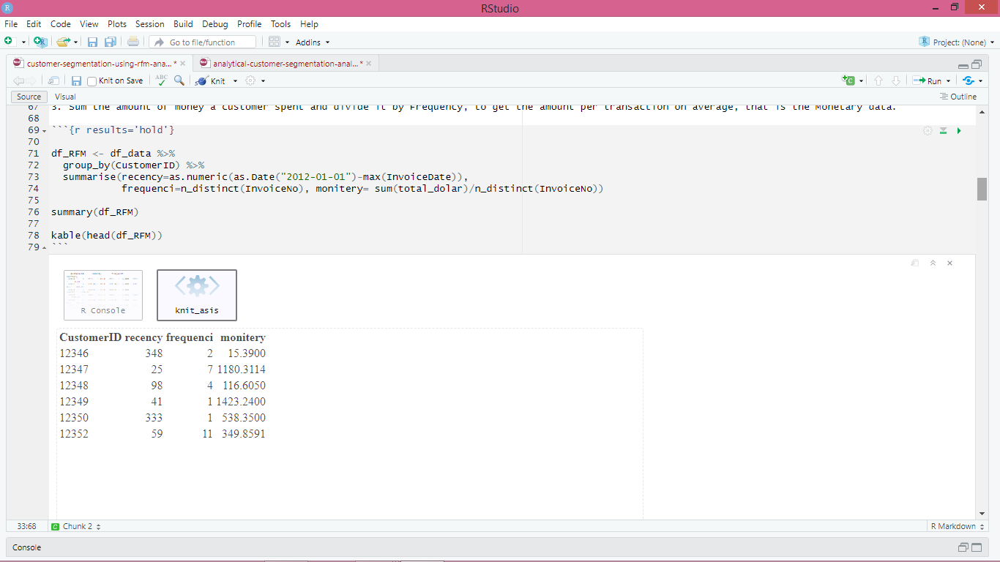 RStudio
File Edit Code View Plots Session Build Debug Profile Tools Help
Go to file/function Addins Project: (None)
customer-segmentation-using-rfm-ana...* analytical-customer-segmentation-anal...*
Knit on Save ABC Knit Run
Source Visual Outline
67 3. Sum the amount of money a customer spent and divide it by Frequency, to get the amount per transaction on average, that is the Monetary data.
68
69 ```{r results='hold'}
70
71 df_RFM <- df_data %>%
72 group_by(CustomerID) %>%
73 summarise(recency=as.numeric(as.Date("2012-01-01")-max(InvoiceDate)),
74 frequenci=n_distinct(InvoiceNo), monitery= sum(total_dolar)/n_distinct(InvoiceNo))
75
76 summary(df_RFM)
77
78 kable(head(df_RFM))
79 ```
R Console knit_asis
CustomerID recency frequenci monitery
12346 348 2 15.3900
12347 25 7 1180.3114
12348 98 4 116.6050
12349 41 1 1423.2400
12350 333 1 538.3500
12352 59 11 349.8591
33:68 Chunk 2 R Markdown
Console